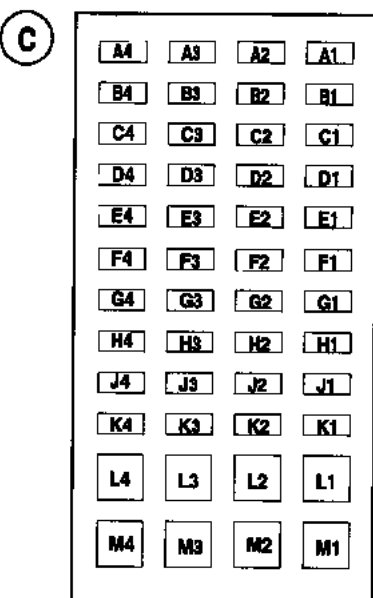 C
A4 A3 A2 A1
B4 B3 B2 B1
C4 C3 C2 C1
D4 D3 D2 D1
E4 E3 E2 E1
F4 F3 F2 F1
G4 G3 G2 G1
H4 H3 H2 H1
J4 J3 J2 J1
K4 K3 K2 K1
L4 L3 L2 L1
M4 M3 M2 M1